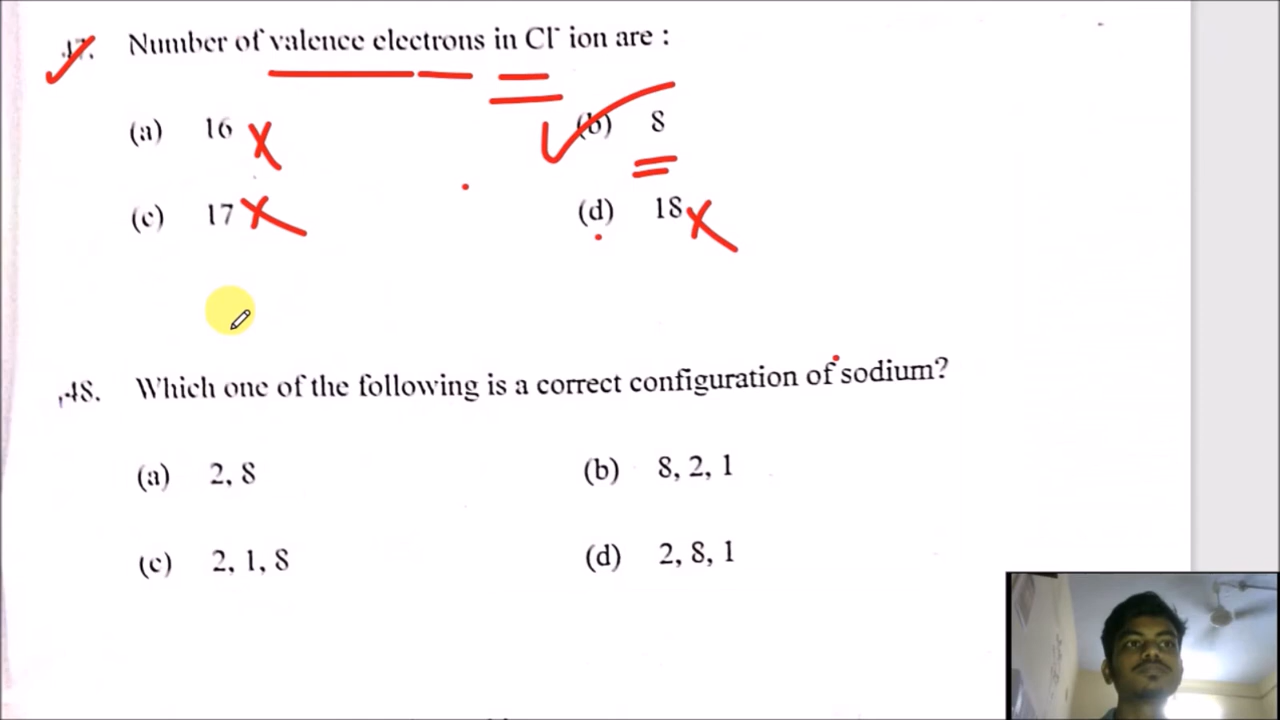 47. Number of valence electrons in Cl⁻ ion are :
(a) 16 (b) 8
(c) 17 (d) 18
48. Which one of the following is a correct configuration of sodium?
(a) 2, 8 (b) 8, 2, 1
(c) 2, 1, 8 (d) 2, 8, 1